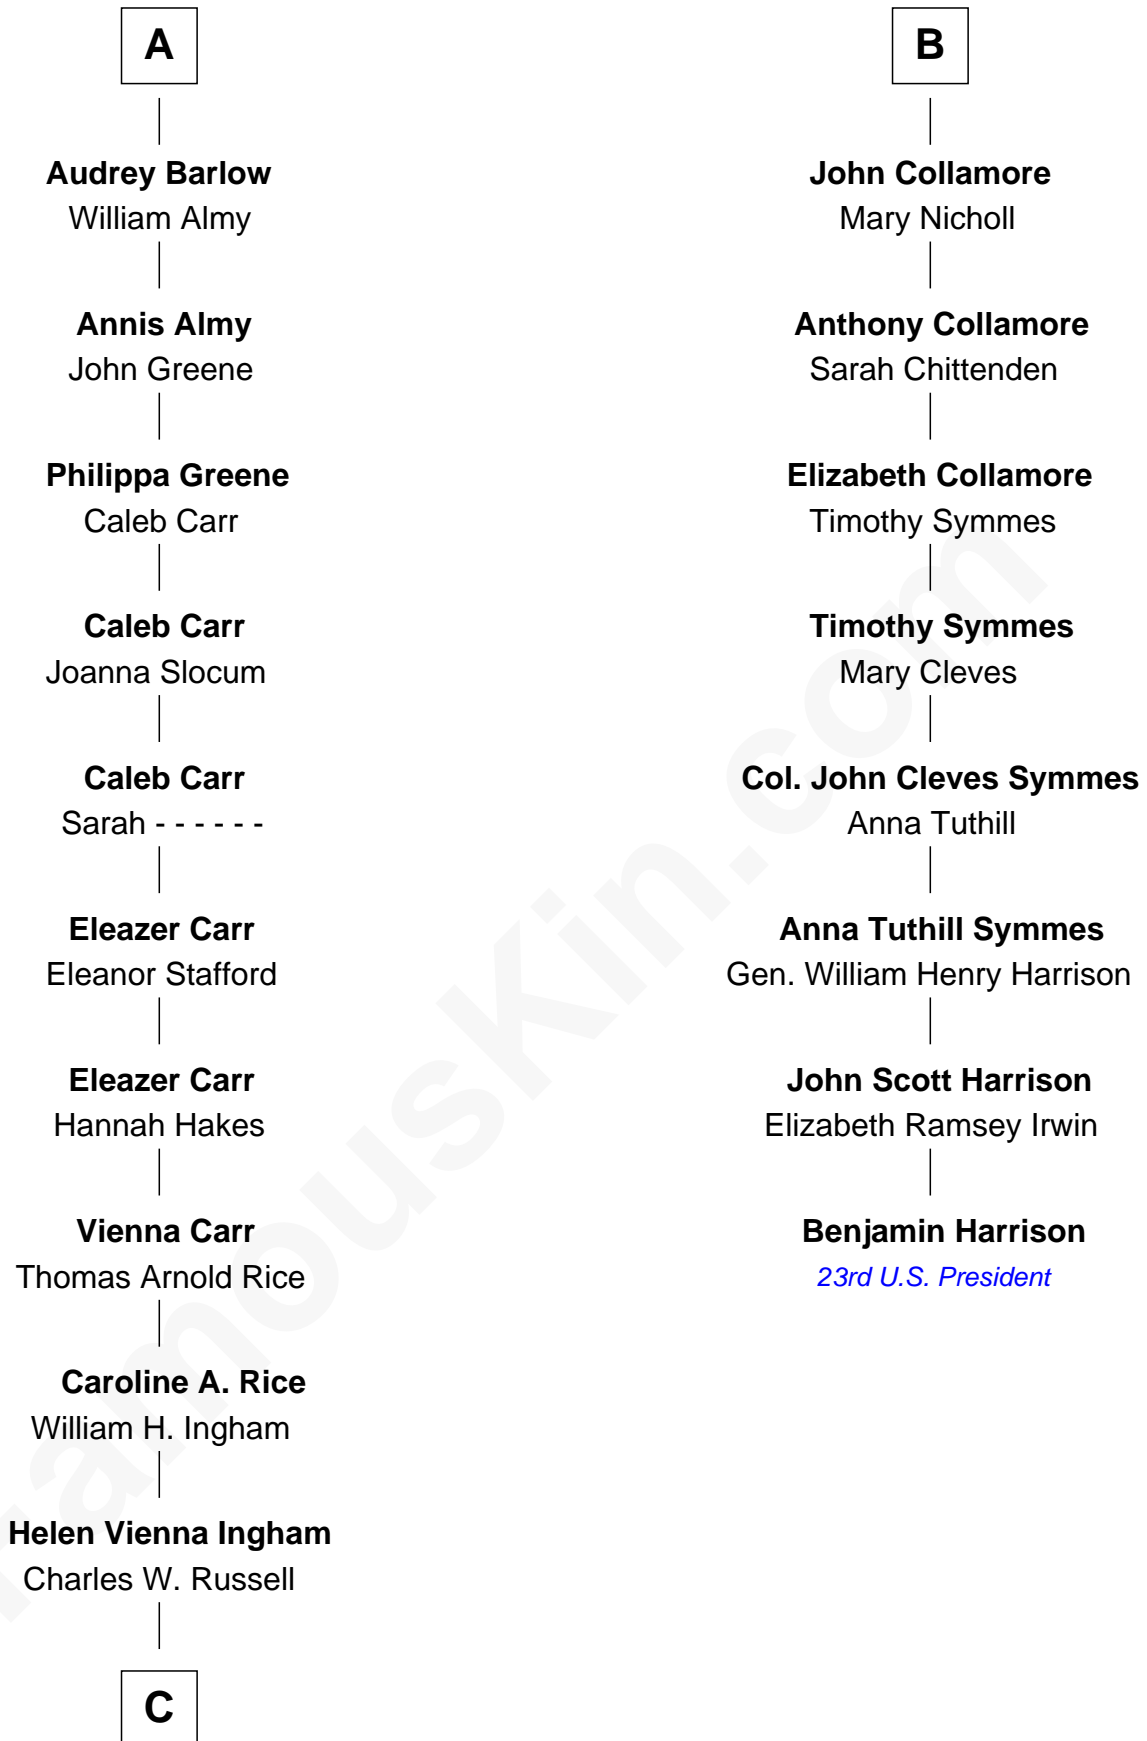 A
Audrey Barlow
William Almy
Annis Almy
John Greene
Philippa Greene
Caleb Carr
Caleb Carr
Joanna Slocum
Caleb Carr
Sarah - - - - - -
Eleazer Carr
Eleanor Stafford
Eleazer Carr
Hannah Hakes
Vienna Carr
Thomas Arnold Rice
Caroline A. Rice
William H. Ingham
Helen Vienna Ingham
Charles W. Russell
C
B
John Collamore
Mary Nicholl
Anthony Collamore
Sarah Chittenden
Elizabeth Collamore
Timothy Symmes
Timothy Symmes
Mary Cleves
Col. John Cleves Symmes
Anna Tuthill
Anna Tuthill Symmes
Gen. William Henry Harrison
John Scott Harrison
Elizabeth Ramsey Irwin
Benjamin Harrison
23rd U.S. President
FamousKin.com